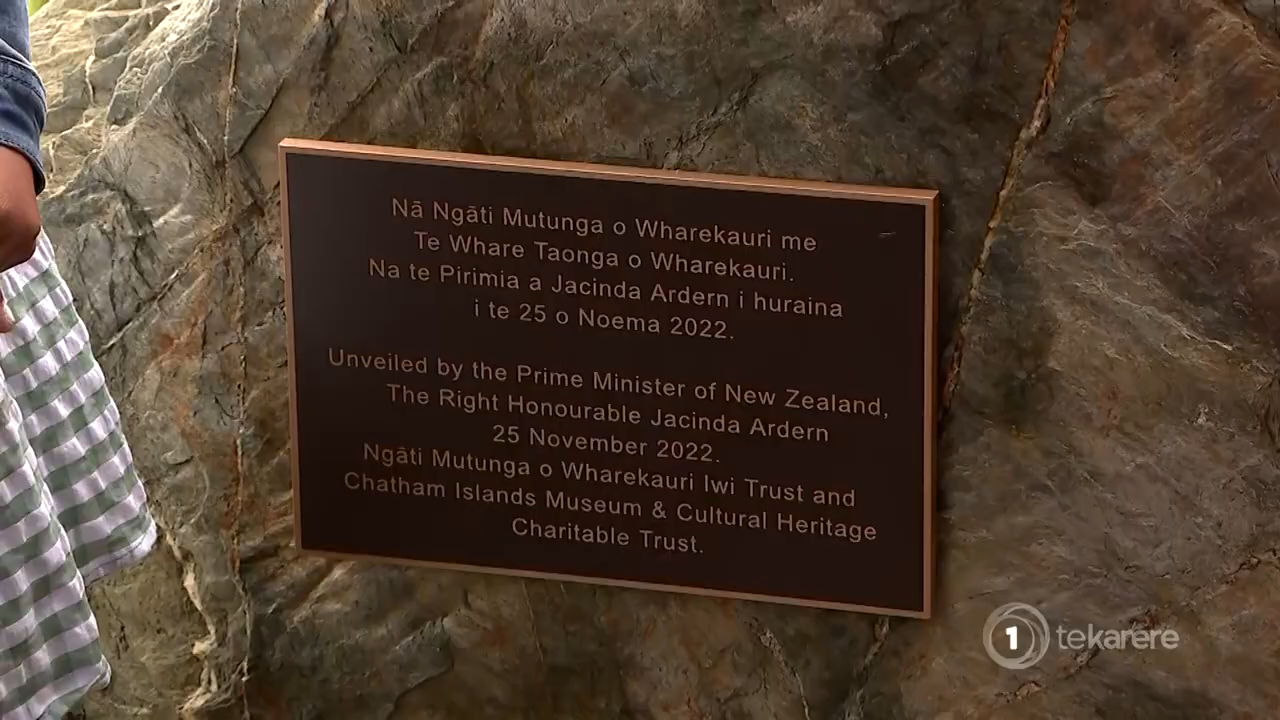 Nā Ngāti Mutunga o Wharekauri me
Te Whare Taonga o Wharekauri.
Na te Pirimia a Jacinda Ardern i huraina
i te 25 o Noema 2022.
Unveiled by the Prime Minister of New Zealand,
The Right Honourable Jacinda Ardern
25 November 2022.
Ngāti Mutunga o Wharekauri Iwi Trust and
Chatham Islands Museum & Cultural Heritage
Charitable Trust.
1 tekarere